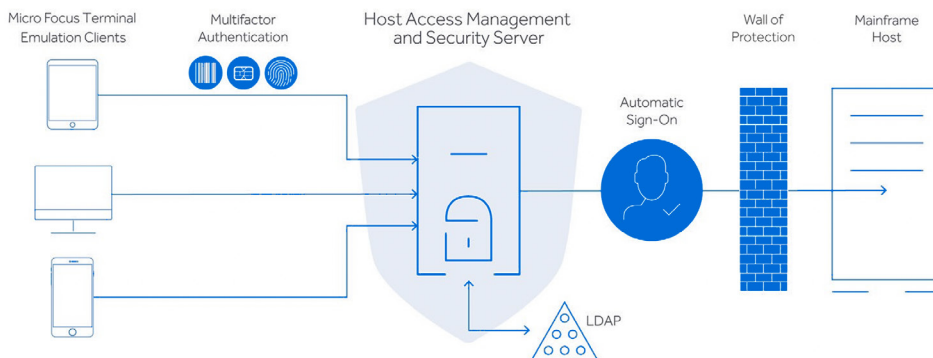 Micro Focus Terminal
Emulation Clients
Multifactor
Authentication
Host Access Management
and Security Server
Automatic
Sign-On
Wall of
Protection
Mainframe
Host
LDAP